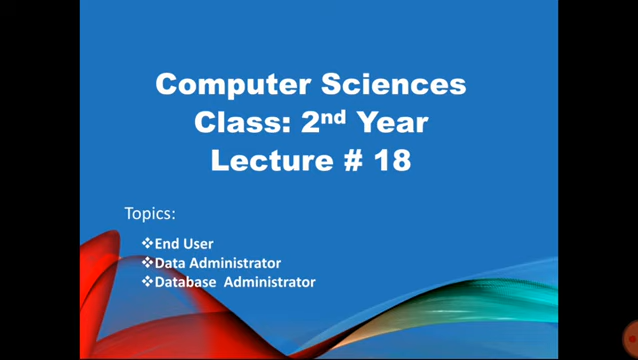 Computer Sciences
Class: 2nd Year
Lecture # 18
Topics:
❖End User
❖Data Administrator
❖Database Administrator